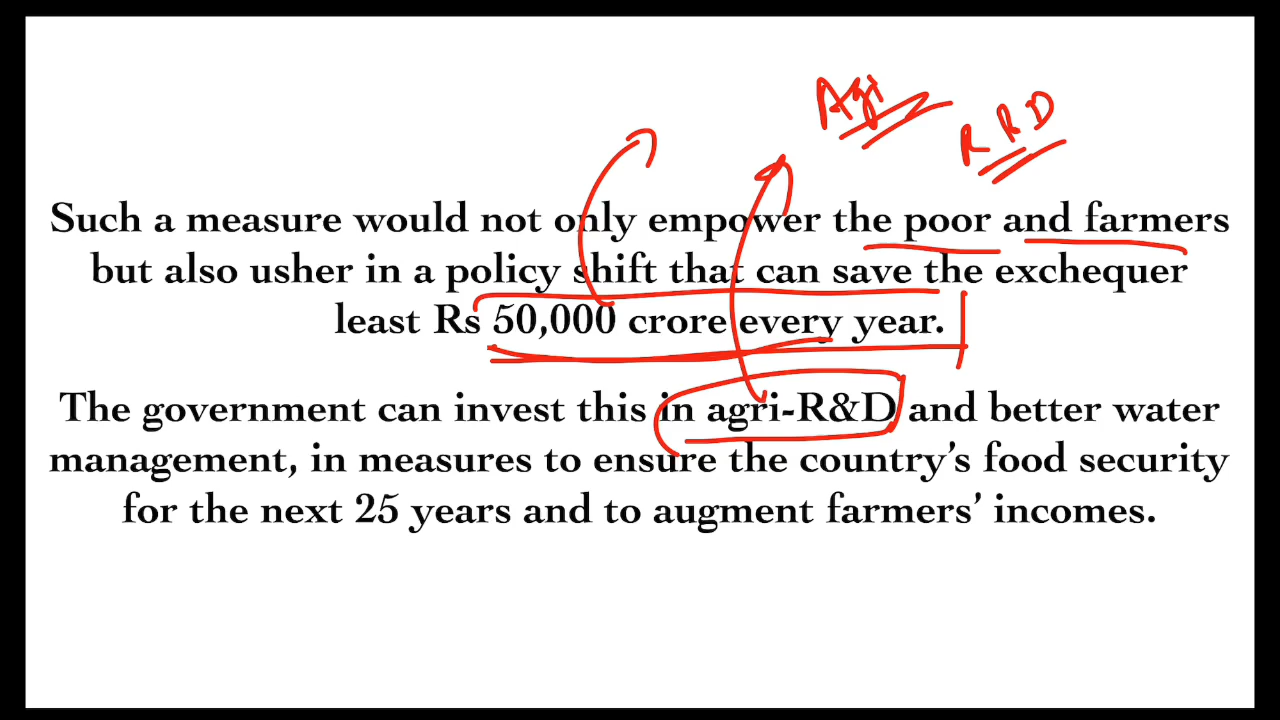 Agri
R & D
Such a measure would not only empower the poor and farmers
but also usher in a policy shift that can save the exchequer
least Rs 50,000 crore every year.
The government can invest this in agri-R&D and better water
management, in measures to ensure the country’s food security
for the next 25 years and to augment farmers’ incomes.